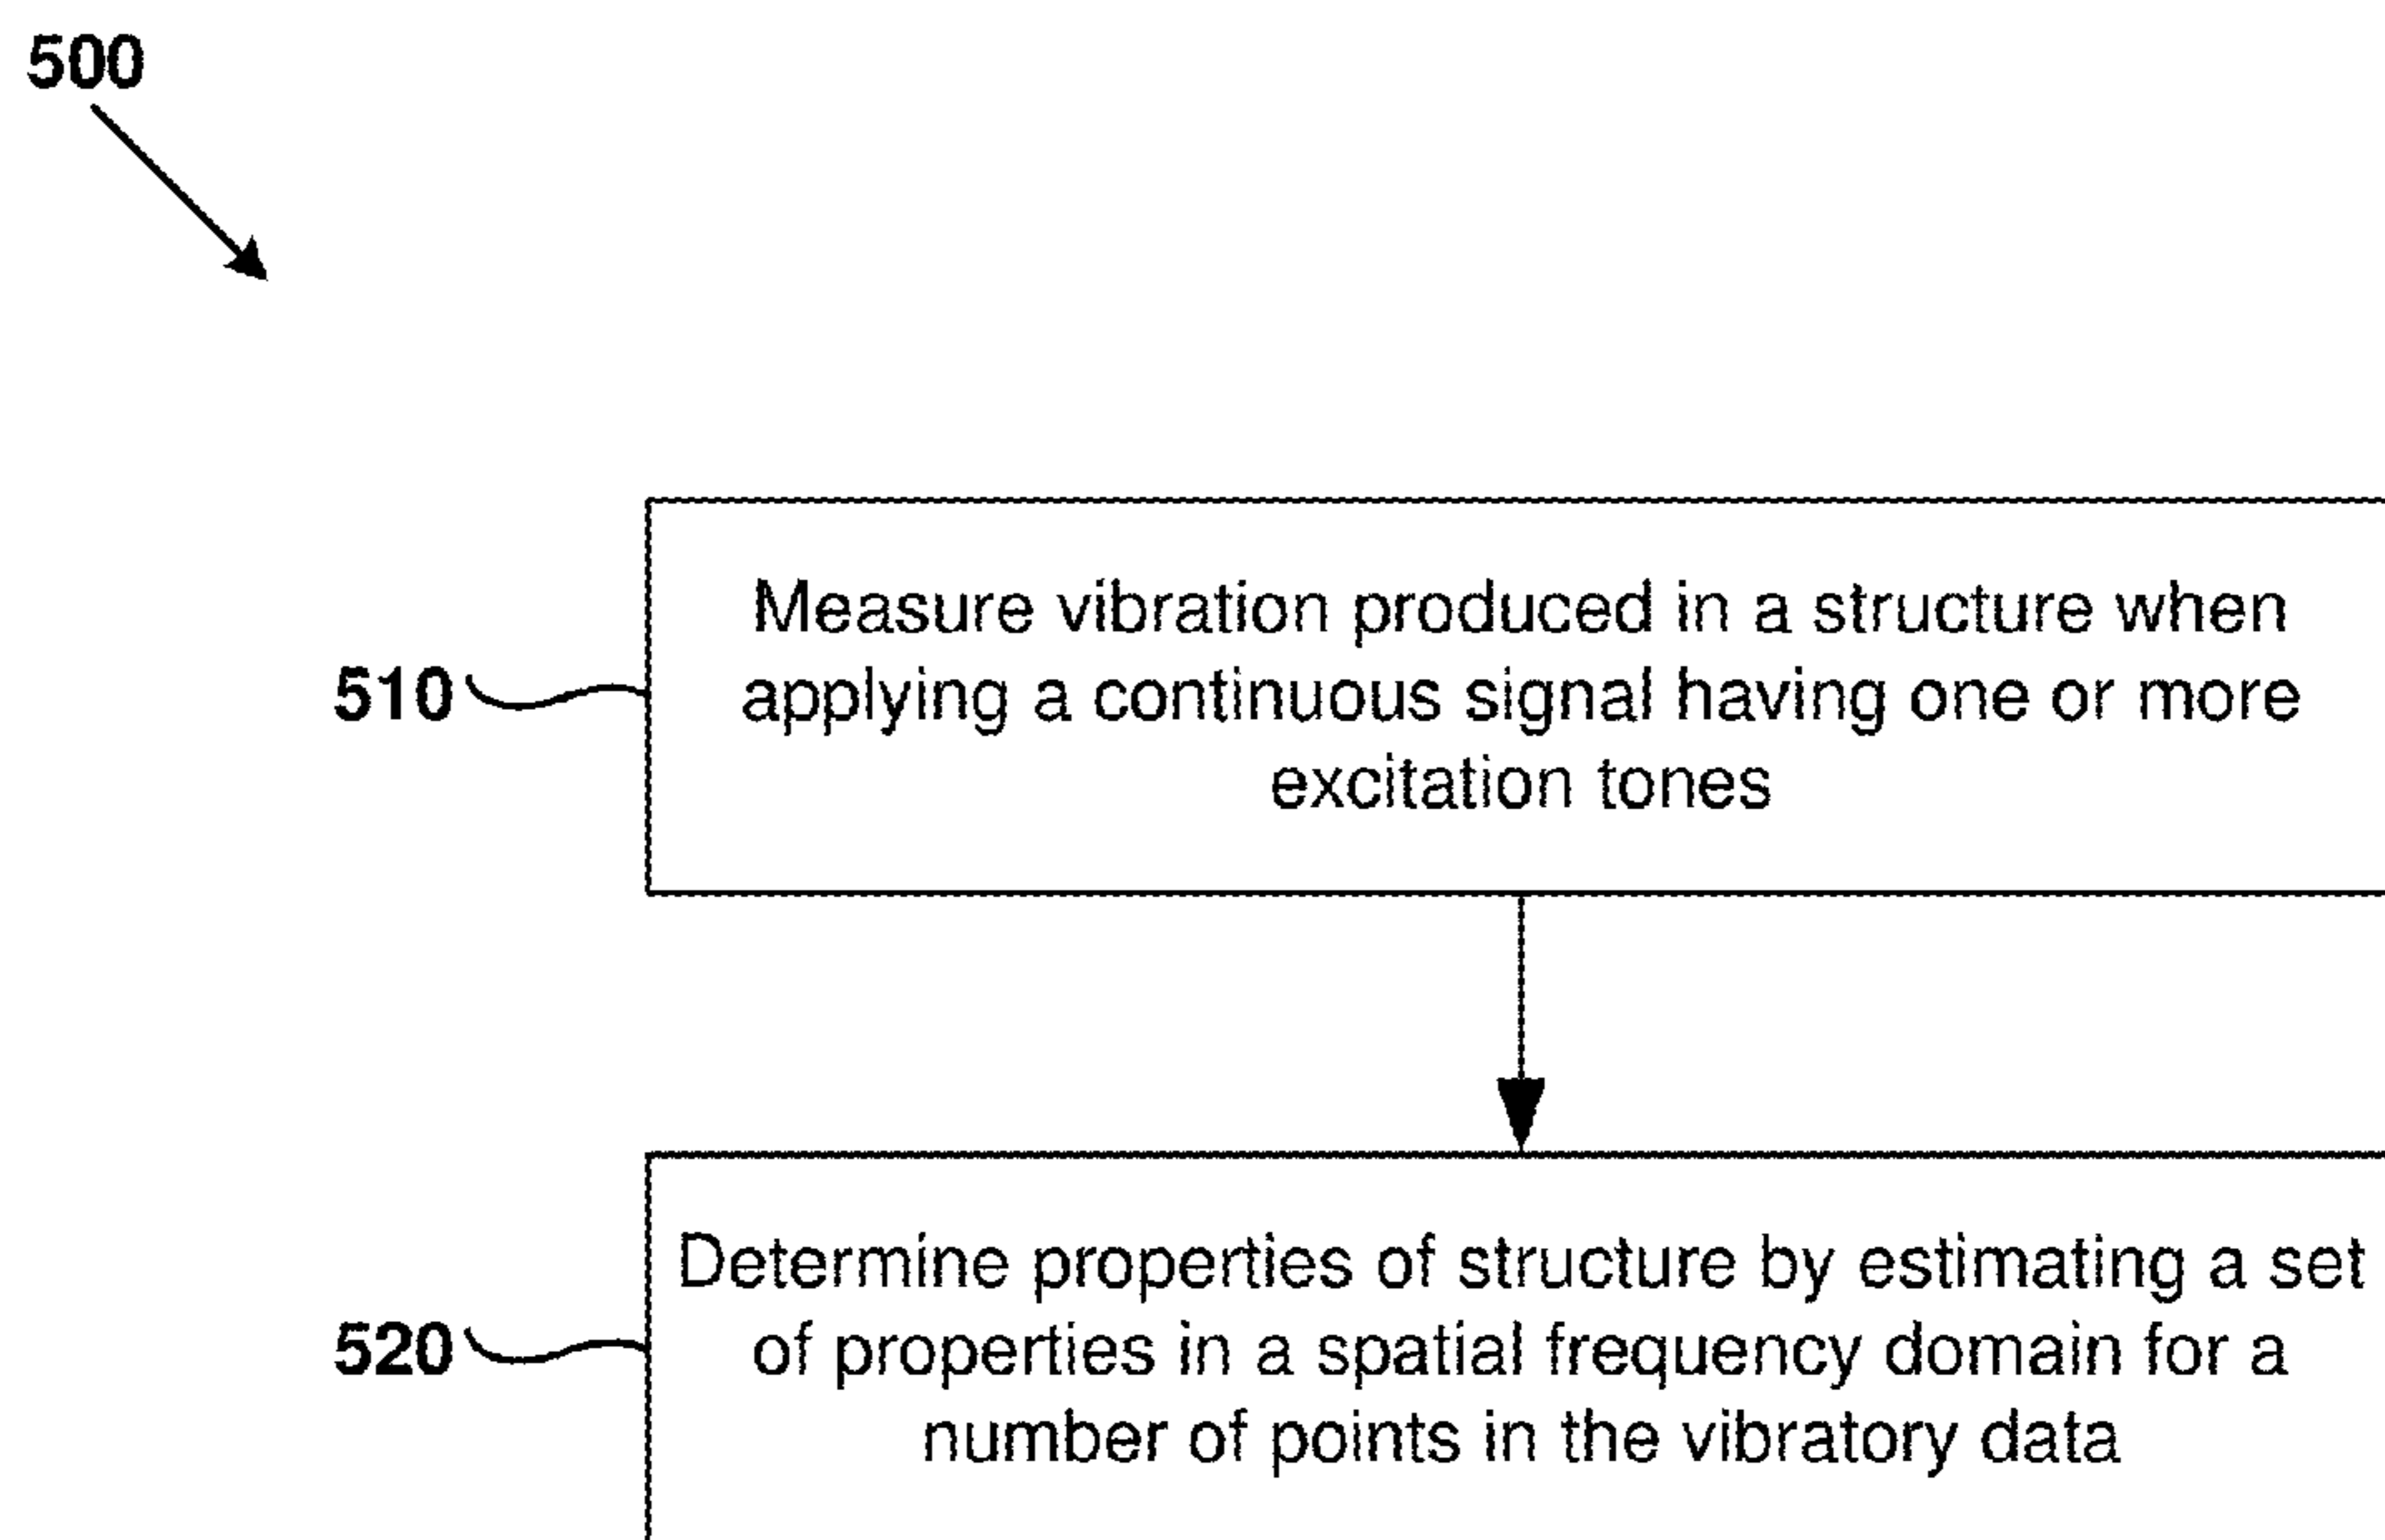 500
510
Measure vibration produced in a structure when
applying a continuous signal having one or more
excitation tones
520
Determine properties of structure by estimating a set
of properties in a spatial frequency domain for a
number of points in the vibratory data